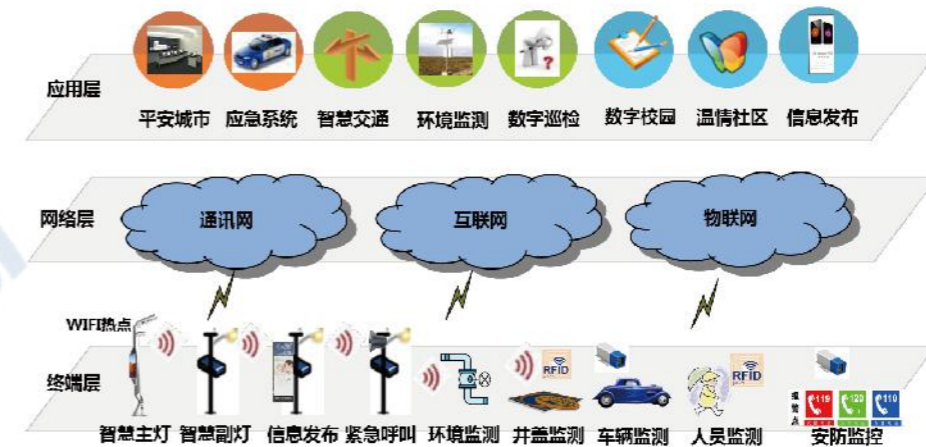 应用层
平安城市 应急系统 智慧交通 环境监测 数字巡检 数字校园 温情社区 信息发布
?
网络层
通讯网 互联网 物联网
WIFI热点
终端层
RFID RFID
119 120 110
智慧主灯 智慧副灯 信息发布 紧急呼叫 环境监测 井盖监测 车辆监测 人员监测 安防监控